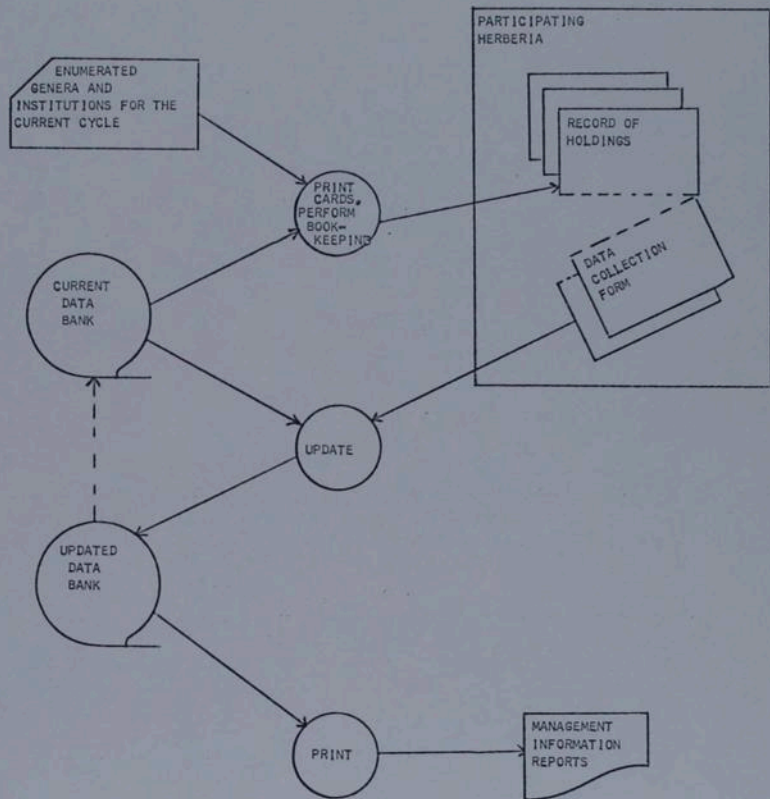 PARTICIPATING
HERBERIA
ENUMERATED
GENERA AND
INSTITUTIONS FOR THE
CURRENT CYCLE
RECORD OF
HOLDINGS
PRINT
CARDS,
PERFORM
BOOK-
KEEPING
DATA
COLLECTION
FORM
CURRENT
DATA
BANK
UPDATE
UPDATED
DATA
BANK
PRINT
MANAGEMENT
INFORMATION
REPORTS